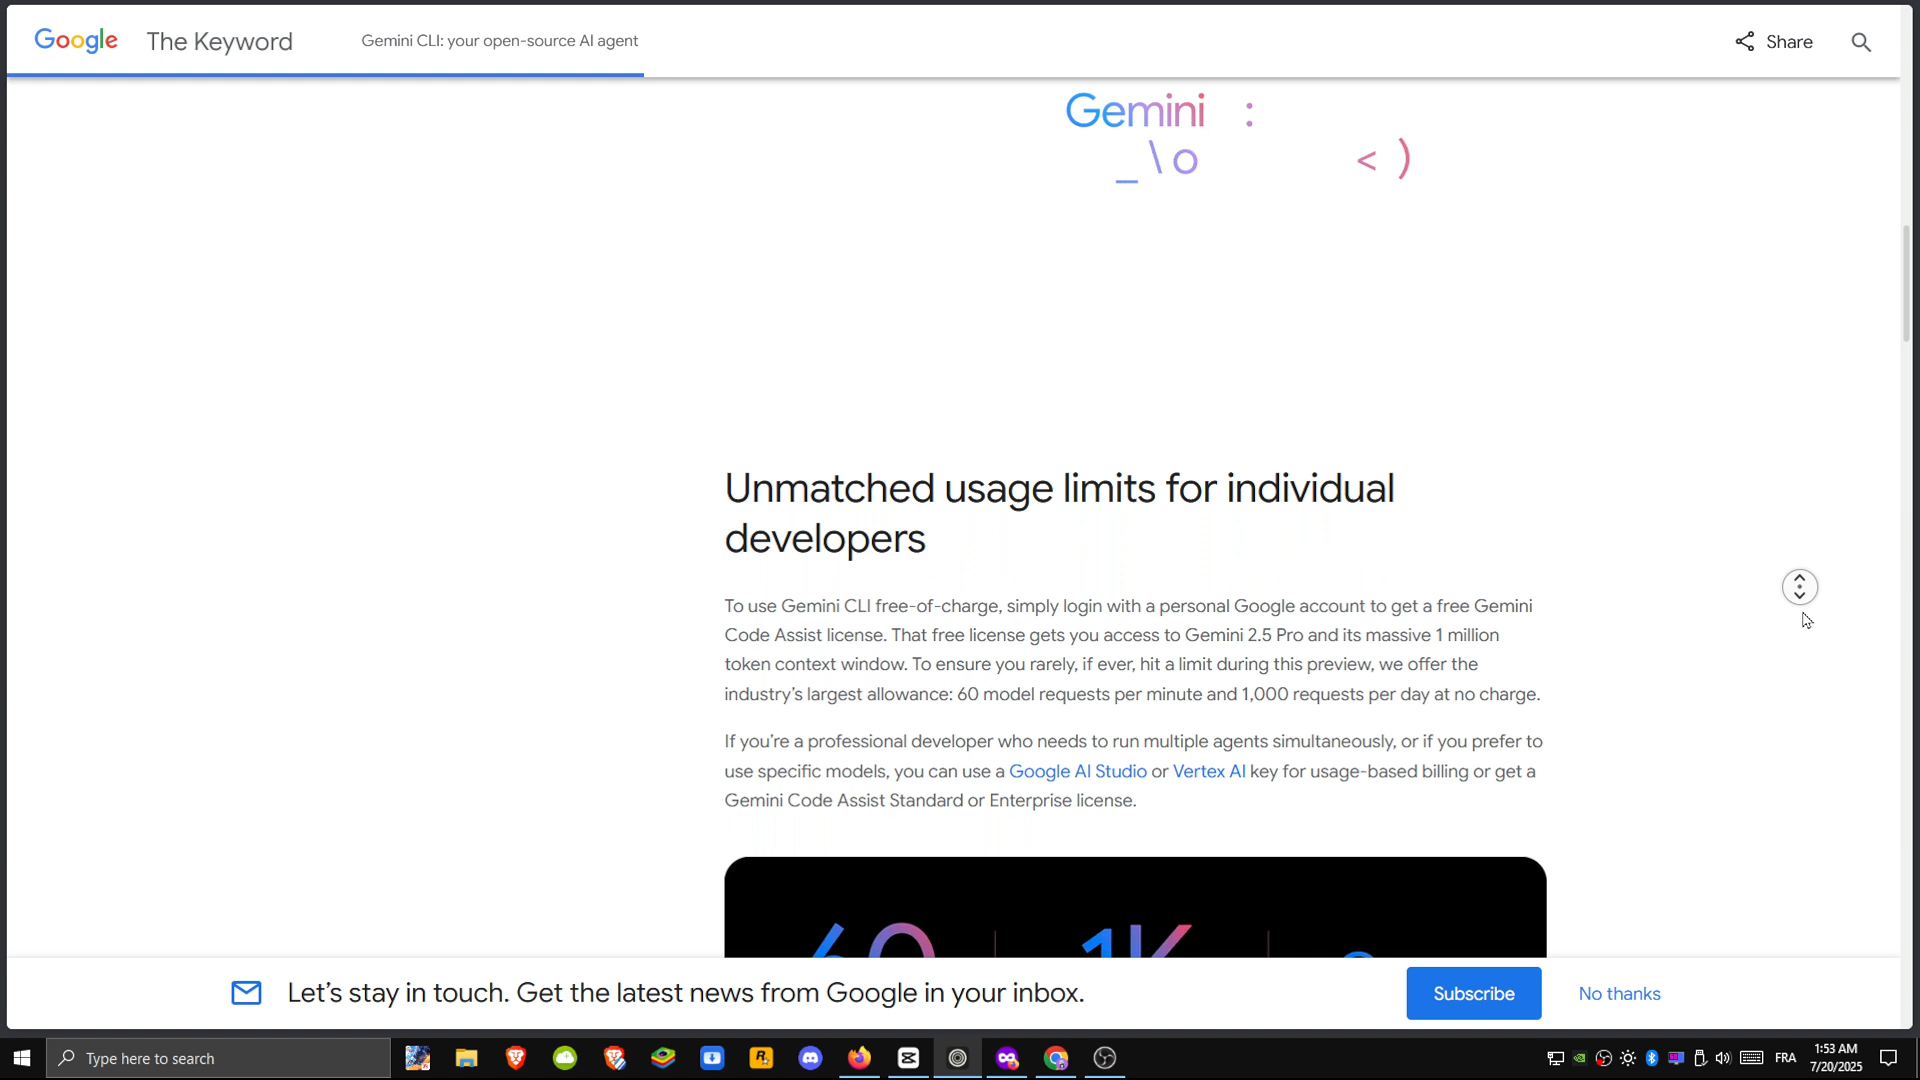 Google The Keyword Gemini CLI: your open-source AI agent Share
Gemini :
_ \ o < )
Unmatched usage limits for individual
developers
To use Gemini CLI free-of-charge, simply login with a personal Google account to get a free Gemini
Code Assist license. That free license gets you access to Gemini 2.5 Pro and its massive 1 million
token context window. To ensure you rarely, if ever, hit a limit during this preview, we offer the
industry's largest allowance: 60 model requests per minute and 1,000 requests per day at no charge.
If you're a professional developer who needs to run multiple agents simultaneously, or if you prefer to
use specific models, you can use a Google AI Studio or Vertex AI key for usage-based billing or get a
Gemini Code Assist Standard or Enterprise license.
60 1K
Let's stay in touch. Get the latest news from Google in your inbox. Subscribe No thanks
Type here to search FRA 1:53 AM
7/20/2025